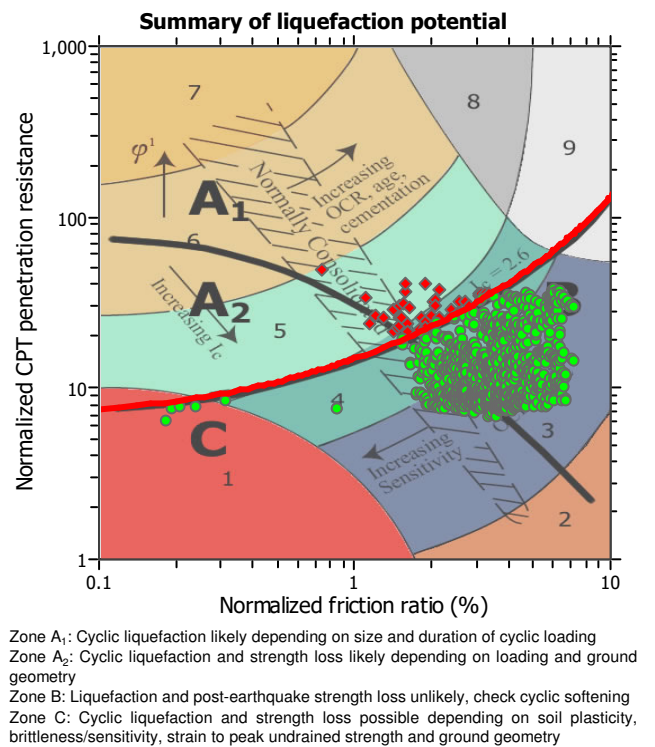 Summary of liquefaction potential
Normalized CPT penetration resistance
1,000
100
10
1
7
8
9
φ¹
A₁
Normally Consolid
Increasing
OCR, age,
cementation
6
A₂
Increasing Ic
5
Ic = 2.6
B
4
C
1
Increasing
Sensitivity
3
2
0.1
1
10
Normalized friction ratio (%)
Zone A₁: Cyclic liquefaction likely depending on size and duration of cyclic loading
Zone A₂: Cyclic liquefaction and strength loss likely depending on loading and ground
geometry
Zone B: Liquefaction and post-earthquake strength loss unlikely, check cyclic softening
Zone C: Cyclic liquefaction and strength loss possible depending on soil plasticity,
brittleness/sensitivity, strain to peak undrained strength and ground geometry